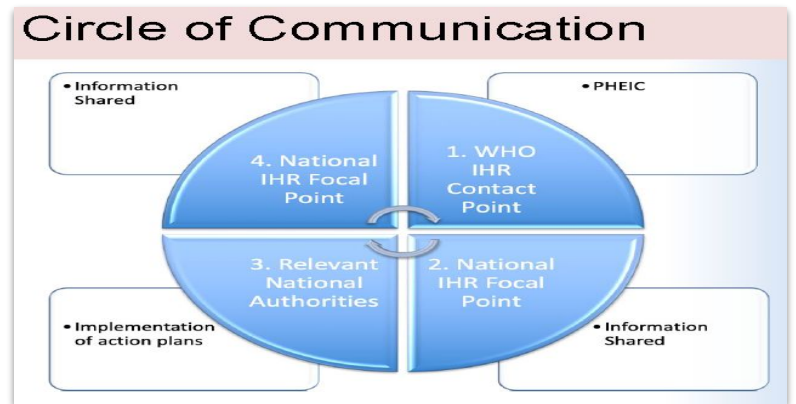 Circle of Communication
• Information
Shared
• PHEIC
4. National
IHR Focal
Point
1. WHO
IHR
Contact
Point
3. Relevant
National
Authorities
2. National
IHR Focal
Point
• Implementation
of action plans
• Information
Shared